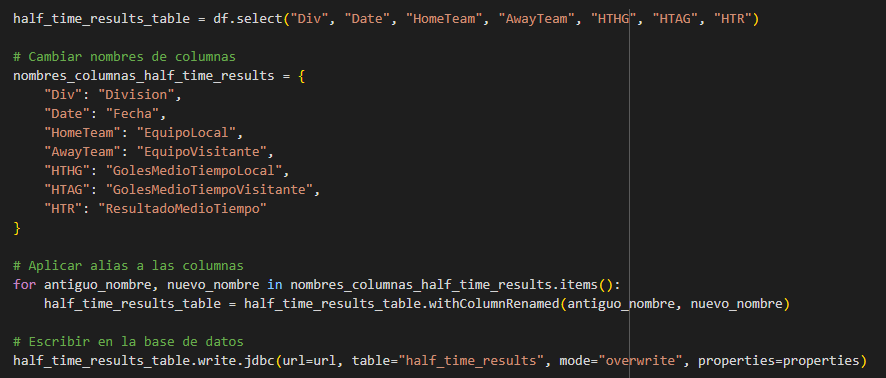 half_time_results_table = df.select("Div", "Date", "HomeTeam", "AwayTeam", "HTHG", "HTAG", "HTR")
# Cambiar nombres de columnas
nombres_columnas_half_time_results = {
    "Div": "Division",
    "Date": "Fecha",
    "HomeTeam": "EquipoLocal",
    "AwayTeam": "EquipoVisitante",
    "HTHG": "GolesMedioTiempoLocal",
    "HTAG": "GolesMedioTiempoVisitante",
    "HTR": "ResultadoMedioTiempo"
}
# Aplicar alias a las columnas
for antiguo_nombre, nuevo_nombre in nombres_columnas_half_time_results.items():
    half_time_results_table = half_time_results_table.withColumnRenamed(antiguo_nombre, nuevo_nombre)
# Escribir en la base de datos
half_time_results_table.write.jdbc(url=url, table="half_time_results", mode="overwrite", properties=properties)